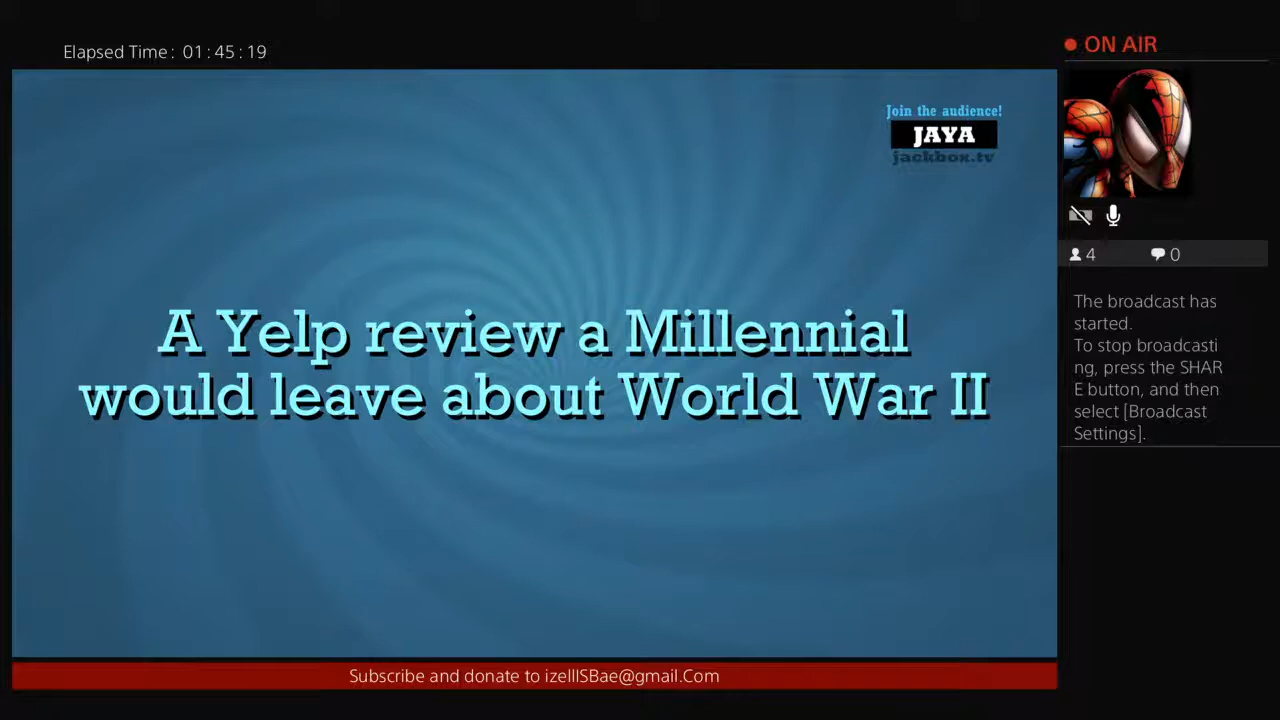 Elapsed Time: 01:45:19
ON AIR
Join the audience!
JAYA
jackbox.tv
4
0
A Yelp review a Millennial
would leave about World War II
The broadcast has
started.
To stop broadcasti
ng, press the SHAR
E button, and then
select [Broadcast
Settings].
Subscribe and donate to izellISBae@gmail.Com